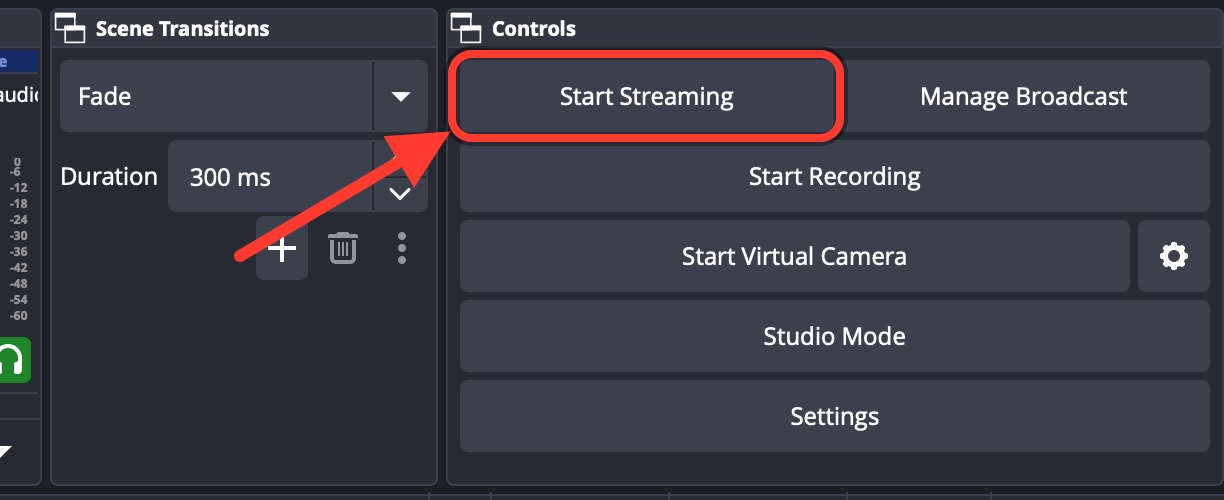 Scene Transitions
Controls
Fade
Start Streaming
Manage Broadcast
Duration
300 ms
Start Recording
Start Virtual Camera
Studio Mode
Settings
0
-6
-12
-18
-24
-30
-36
-42
-48
-54
-60